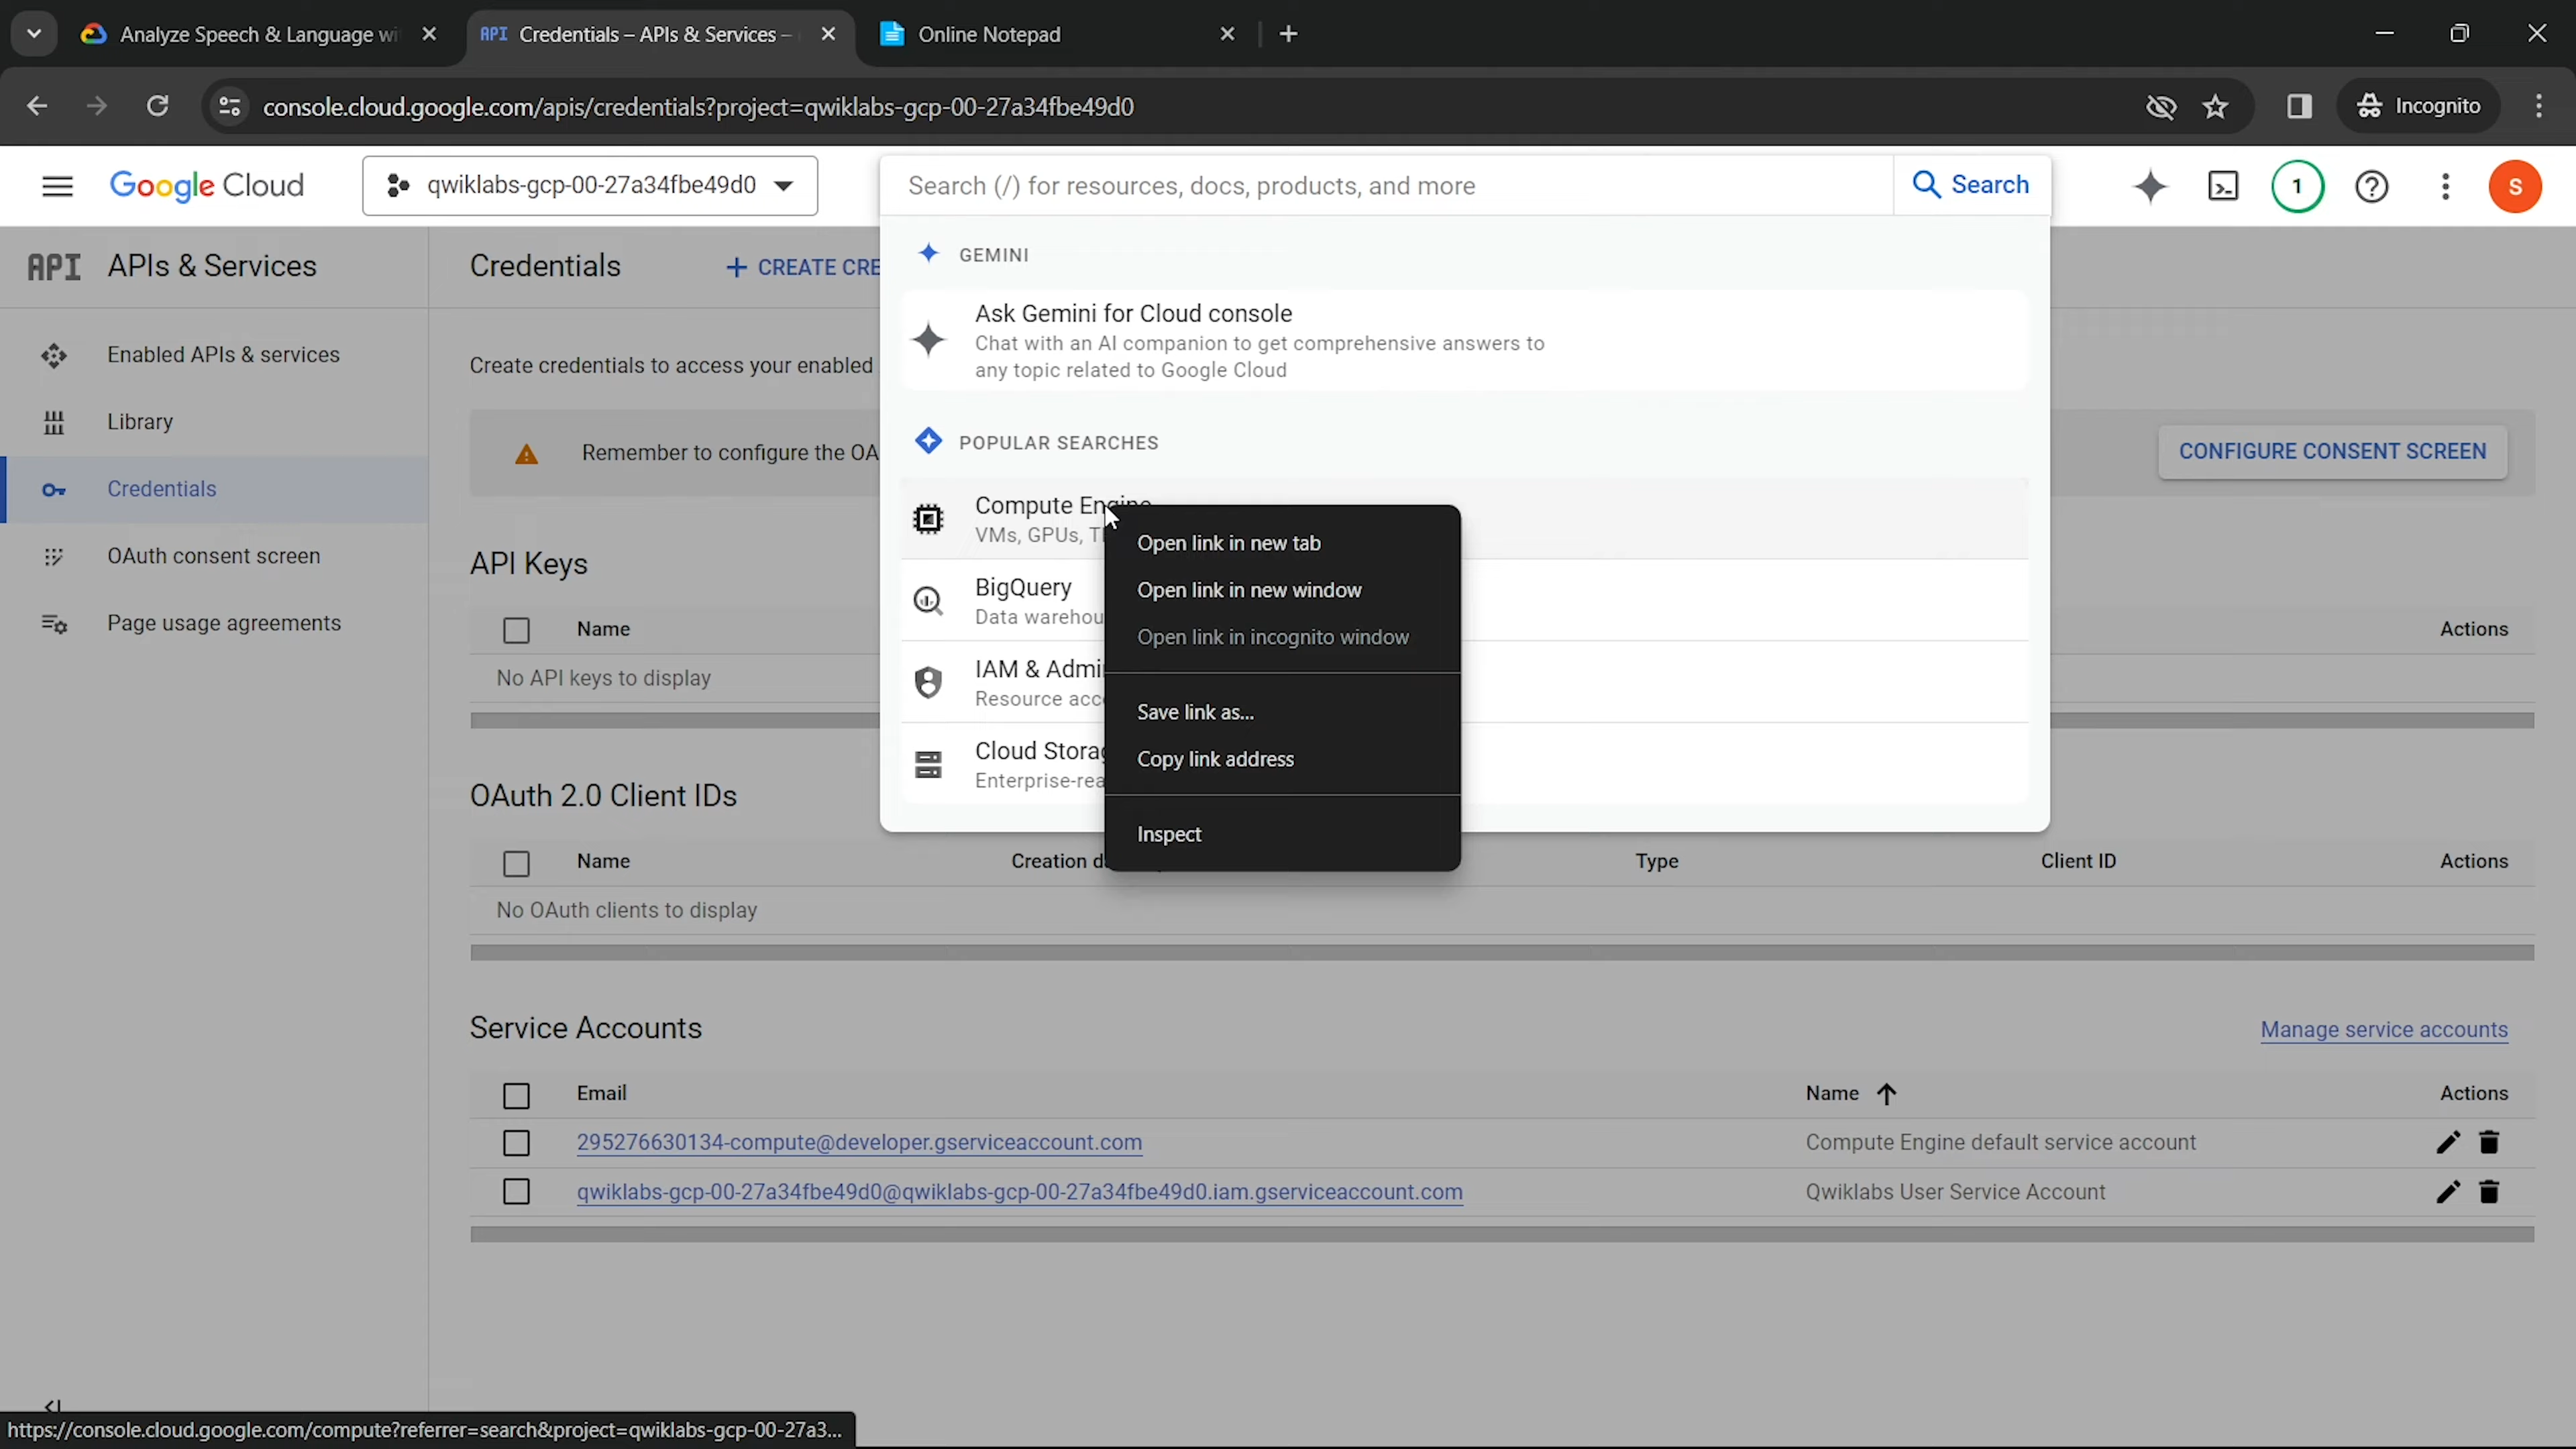 Analyze Speech & Language wi
API Credentials – APIs & Services –
Online Notepad
console.cloud.google.com/apis/credentials?project=qwiklabs-gcp-00-27a34fbe49d0
Incognito
Google Cloud
qwiklabs-gcp-00-27a34fbe49d0
Search (/) for resources, docs, products, and more
Search
1
S
API APIs & Services
Credentials
+ CREATE CRE
GEMINI
Ask Gemini for Cloud console
Chat with an AI companion to get comprehensive answers to
any topic related to Google Cloud
Enabled APIs & services
Library
Credentials
OAuth consent screen
Page usage agreements
Create credentials to access your enabled
Remember to configure the OA
CONFIGURE CONSENT SCREEN
POPULAR SEARCHES
Compute Engine
VMs, GPUs, T
BigQuery
Data warehou
IAM & Admi
Resource acc
Cloud Storag
Enterprise-rea
Open link in new tab
Open link in new window
Open link in incognito window
Save link as...
Copy link address
Inspect
API Keys
Name
Actions
No API keys to display
OAuth 2.0 Client IDs
Name
Creation d
Type
Client ID
Actions
No OAuth clients to display
Service Accounts
Manage service accounts
Email
Name
Actions
295276630134-compute@developer.gserviceaccount.com
Compute Engine default service account
qwiklabs-gcp-00-27a34fbe49d0@qwiklabs-gcp-00-27a34fbe49d0.iam.gserviceaccount.com
Qwiklabs User Service Account
https://console.cloud.google.com/compute?referrer=search&project=qwiklabs-gcp-00-27a3...